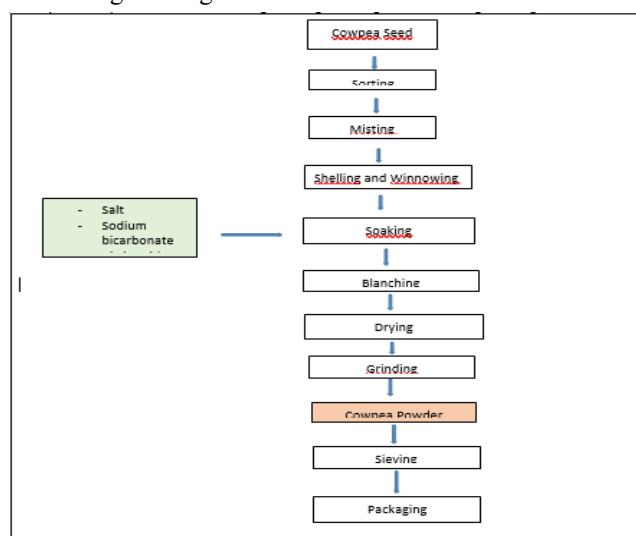 Cowpea Seed
Sorting
Misting
Shelling and Winnowing
- Salt
- Sodium
bicarbonate
Soaking
Blanching
Drying
Grinding
Cowpea Powder
Sieving
Packaging